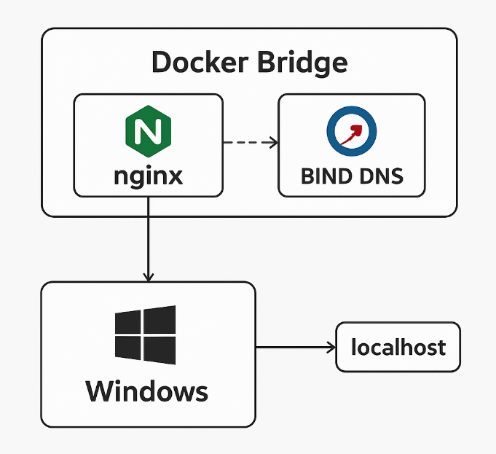 Docker Bridge
N
nginx
BIND DNS
Windows
localhost